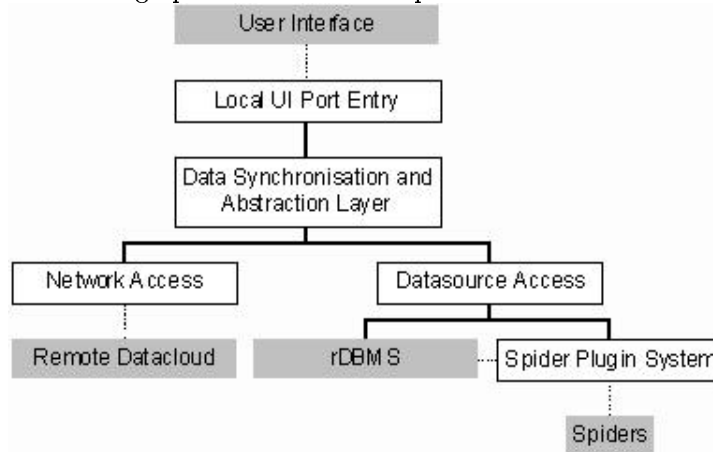 User Interface
Local UI Port Entry
Data Synchronisation and
Abstraction Layer
Network Access
Datasource Access
Remote Datacloud
rDBMS
Spider Plugin System
Spiders